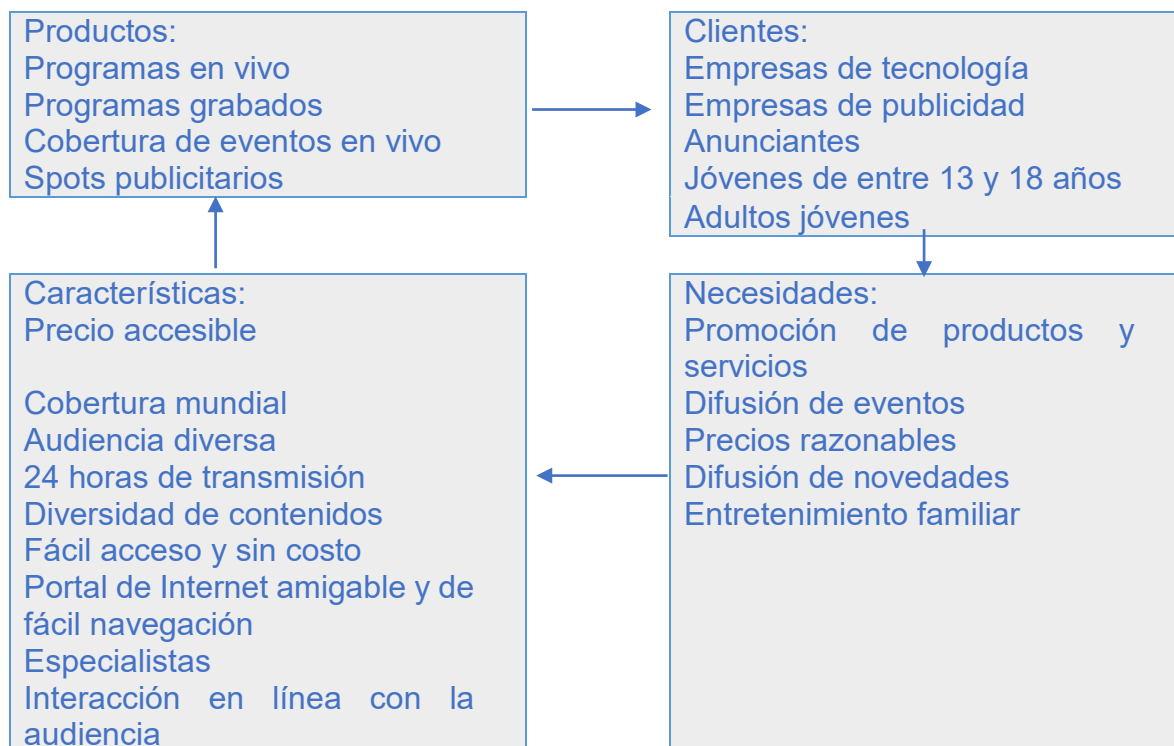 Productos:
Programas en vivo
Programas grabados
Cobertura de eventos en vivo
Spots publicitarios
Clientes:
Empresas de tecnología
Empresas de publicidad
Anunciantes
Jóvenes de entre 13 y 18 años
Adultos jóvenes
Características:
Precio accesible
Cobertura mundial
Audiencia diversa
24 horas de transmisión
Diversidad de contenidos
Fácil acceso y sin costo
Portal de Internet amigable y de
fácil navegación
Especialistas
Interacción en línea con la
audiencia
Necesidades:
Promoción de productos y
servicios
Difusión de eventos
Precios razonables
Difusión de novedades
Entretenimiento familiar